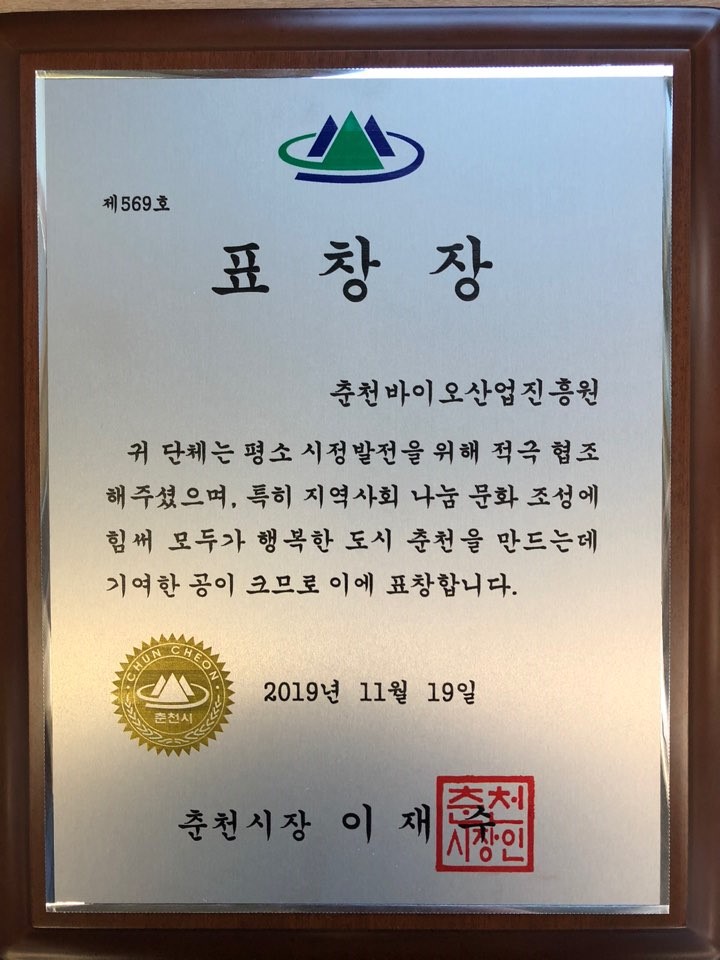 제569호
표 창 장
춘천바이오산업진흥원
귀 단체는 평소 시정발전을 위해 적극 협조
해주셨으며, 특히 지역사회 나눔 문화 조성에
힘써 모두가 행복한 도시 춘천을 만드는데
기여한 공이 크므로 이에 표창합니다.
CHUN CHEON
춘천시
2019년 11월 19일
춘천시장 이 재 수
춘천
시장인